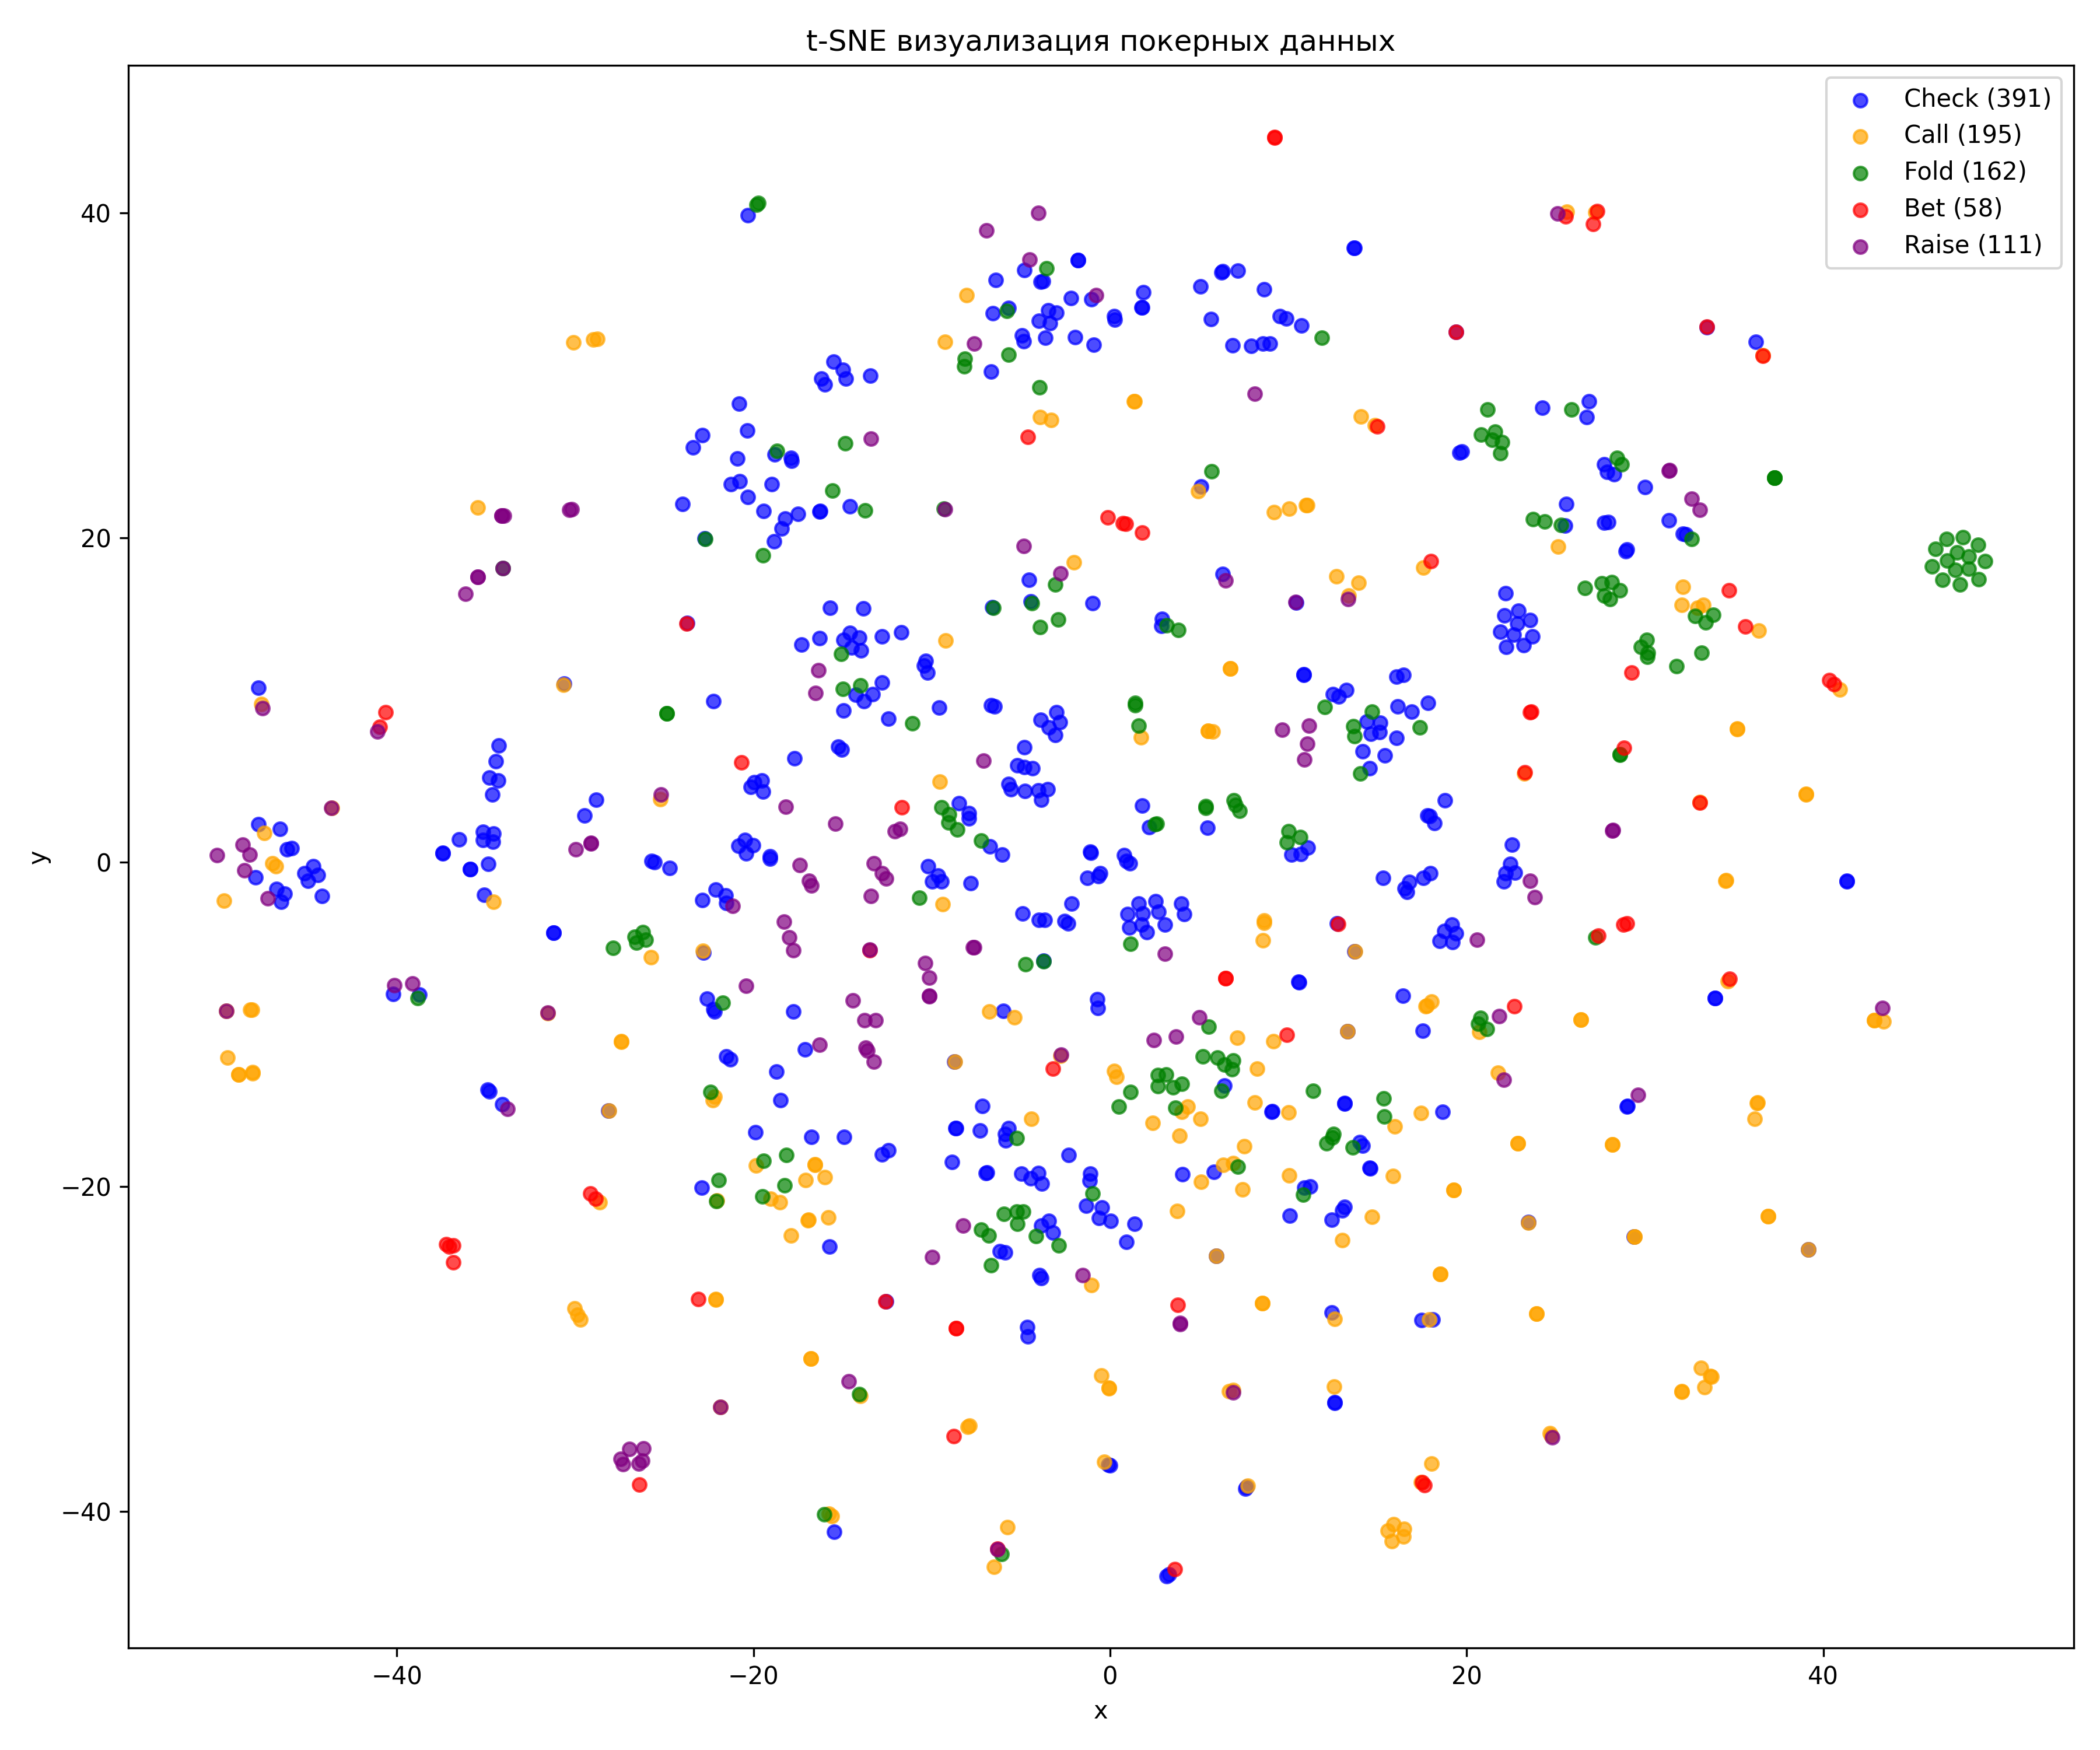 t-SNE визуализация покерных данных
Check (391)
Call (195)
Fold (162)
Bet (58)
Raise (111)
40
20
0
−20
−40
y
−40
−20
0
20
40
x